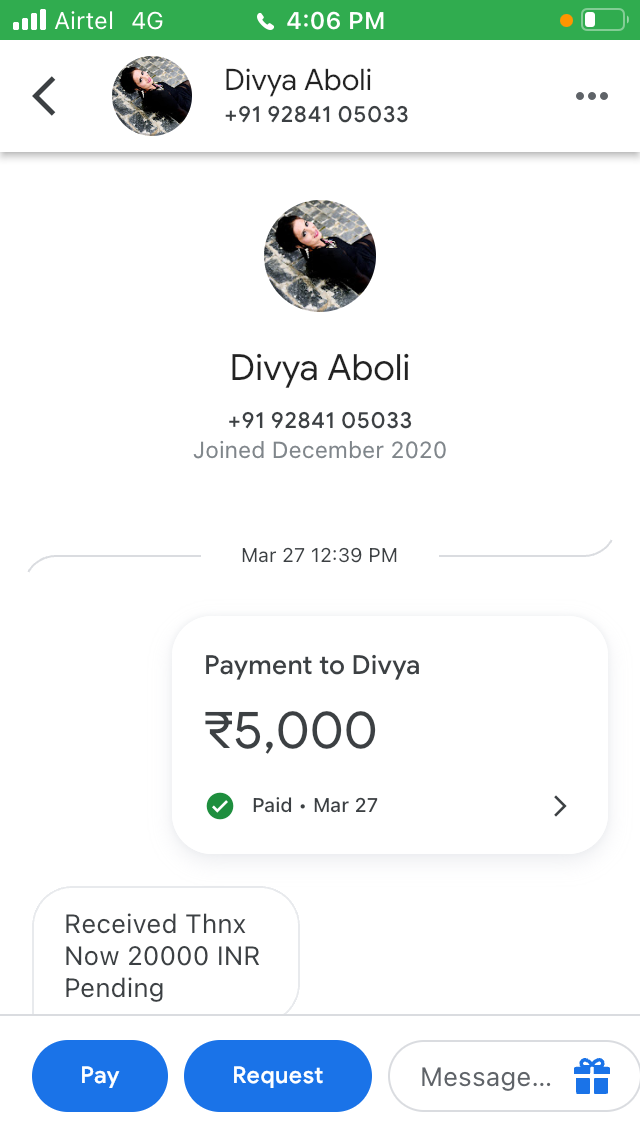 Airtel 4G 4:06 PM
Divya Aboli
+91 92841 05033
Divya Aboli
+91 92841 05033
Joined December 2020
Mar 27 12:39 PM
Payment to Divya
₹5,000
Paid • Mar 27
Received Thnx
Now 20000 INR
Pending
Pay Request Message...